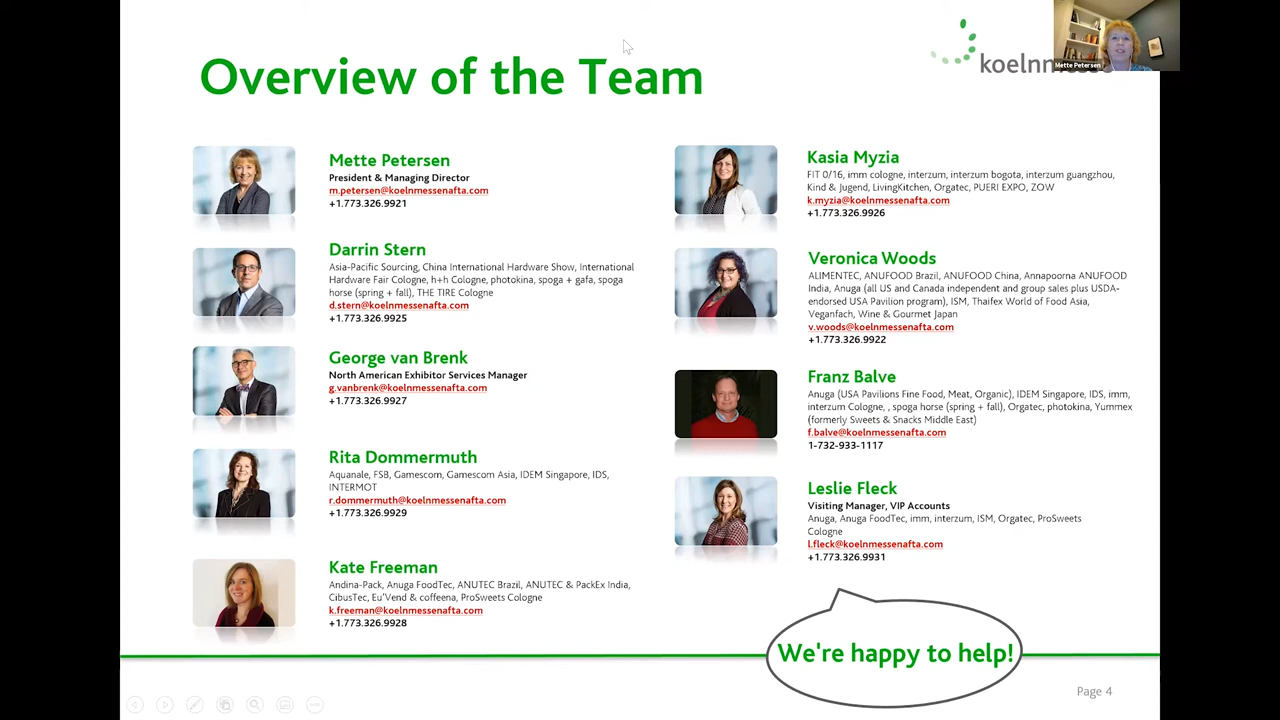 Overview of the Team
koelnmesse
Mette Petersen
Mette Petersen
President & Managing Director
m.petersen@koelnmessenafta.com
+1.773.326.9921
Darrin Stern
Asia-Pacific Sourcing, China International Hardware Show, International
Hardware Fair Cologne, h+h Cologne, photokina, spoga + gafa, spoga
horse (spring + fall), THE TIRE Cologne
d.stern@koelnmessenafta.com
+1.773.326.9925
George van Brenk
North American Exhibitor Services Manager
g.vanbrenk@koelnmessenafta.com
+1.773.326.9927
Rita Dommermuth
Aquanale, FSB, Gamescom, Gamescom Asia, IDEM Singapore, IDS,
INTERMOT
r.dommermuth@koelnmessenafta.com
+1.773.326.9929
Kate Freeman
Andina-Pack, Anuga FoodTec, ANUTEC Brazil, ANUTEC & PackEx India,
CibusTec, Eu'Vend & coffeena, ProSweets Cologne
k.freeman@koelnmessenafta.com
+1.773.326.9928
Kasia Myzia
FIT 0/16, imm cologne, interzum, interzum bogota, interzum guangzhou,
Kind & Jugend, LivingKitchen, Orgatec, PUERI EXPO, ZOW
k.myzia@koelnmessenafta.com
+1.773.326.9926
Veronica Woods
ALIMENTEC, ANUFOOD Brazil, ANUFOOD China, Annapoorna ANUFOOD
India, Anuga (all US and Canada independent and group sales plus USDA-
endorsed USA Pavilion program), ISM, Thaifex World of Food Asia,
Veganfach, Wine & Gourmet Japan
v.woods@koelnmessenafta.com
+1.773.326.9922
Franz Balve
Anuga (USA Pavilions Fine Food, Meat, Organic), IDEM Singapore, IDS, imm,
interzum Cologne, , spoga horse (spring + fall), Orgatec, photokina, Yummex
(formerly Sweets & Snacks Middle East)
f.balve@koelnmessenafta.com
1-732-933-1117
Leslie Fleck
Visiting Manager, VIP Accounts
Anuga, Anuga FoodTec, imm, interzum, ISM, Orgatec, ProSweets
Cologne
l.fleck@koelnmessenafta.com
+1.773.326.9931
We're happy to help!
Page 4